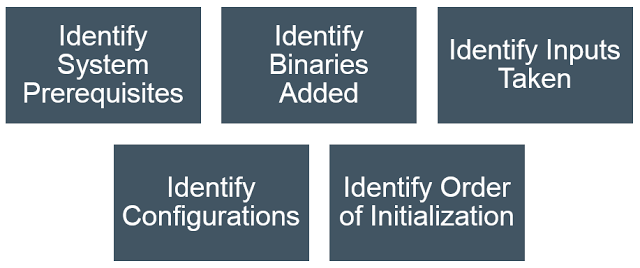 Identify
System
Prerequisites
Identify
Binaries
Added
Identify Inputs
Taken
Identify
Configurations
Identify Order
of Initialization